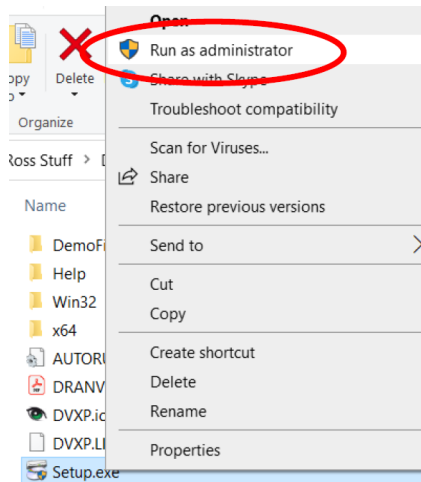 Open
Run as administrator
Share with Skype
Troubleshoot compatibility
Scan for Viruses...
Share
Restore previous versions
Send to
Cut
Copy
Create shortcut
Delete
Rename
Properties
opy
o
Delete
Organize
Ross Stuff > D
Name
DemoFi
Help
Win32
x64
AUTORU
DRANV
DVXP.ic
DVXP.LI
Setup.exe